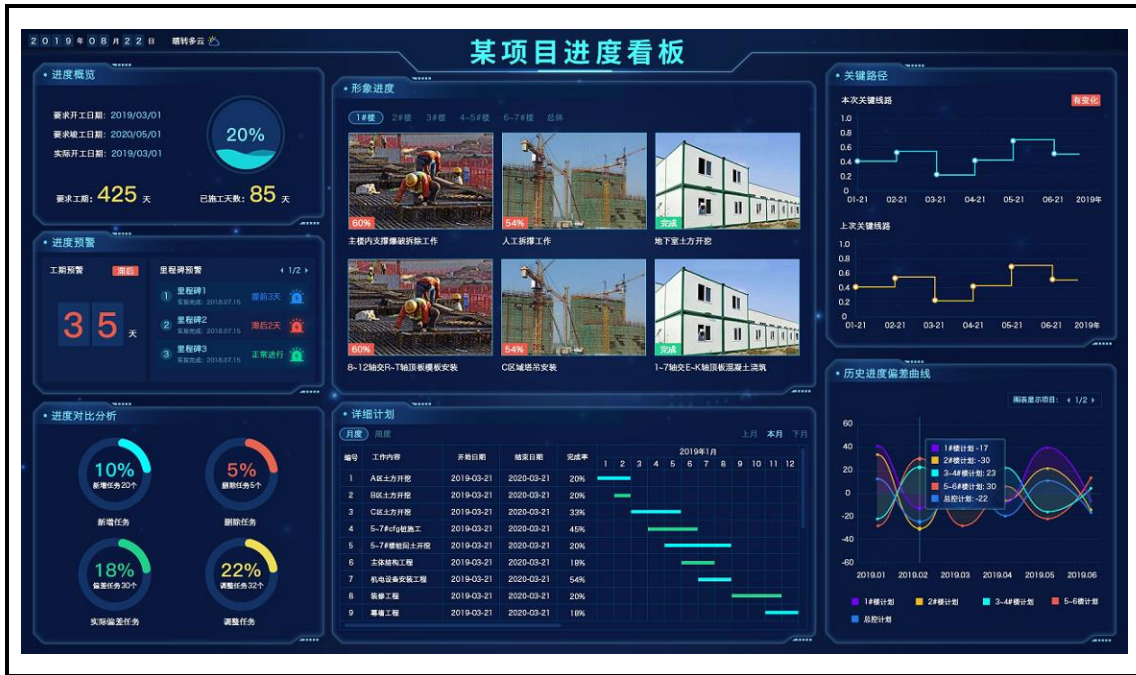 2019年08月22日 晴转多云
某项目进度看板
进度概览
要求开工日期: 2019/03/01
要求竣工日期: 2020/05/01
实际开工日期: 2019/03/01
20%
要求工期: 425 天
已施工天数: 85 天
进度预警
工期预警 滞后
35 天
里程碑预警 1/2
1 里程碑1 提前3天
实际完成: 2018.07.15
2 里程碑2 滞后2天
实际完成: 2018.07.15
3 里程碑3 正常进行
实际完成: 2018.07.15
进度对比分析
10%
新增任务20个
新增任务
5%
删除任务5个
删除任务
18%
偏差任务30个
实际偏差任务
22%
调整任务32个
调整任务
形象进度
1#楼 2#楼 3#楼 4-5#楼 6-7#楼 总体
60%
主楼内支撑爆破拆除工作
54%
人工拆撑工作
完成
地下室土方开挖
60%
8-12轴交R-T轴顶板模板安装
54%
C区域塔吊安装
完成
1-7轴交E-K轴顶板混凝土浇筑
详细计划
月度 周度
上月 本月 下月
编号 工作内容 开始日期 结束日期 完成率 2019年1月
1 2 3 4 5 6 7 8 9 10 11 12
1 A区土方开挖 2019-03-21 2020-03-21 20%
2 B区土方开挖 2019-03-21 2020-03-21 20%
3 C区土方开挖 2019-03-21 2020-03-21 33%
4 5-7#cfg桩施工 2019-03-21 2020-03-21 45%
5 5-7#楼桩间土开挖 2019-03-21 2020-03-21 20%
6 主体结构工程 2019-03-21 2020-03-21 18%
7 机电设备安装工程 2019-03-21 2020-03-21 54%
8 装修工程 2019-03-21 2020-03-21 20%
9 幕墙工程 2019-03-21 2020-03-21 18%
关键路径
本次关键线路 有变化
1.0
0.8
0.6
0.4
0.2
0
01-21 02-21 03-21 04-21 05-21 06-21 2019年
上次关键线路
1.0
0.8
0.6
0.4
0.2
0
01-21 02-21 03-21 04-21 05-21 06-21 2019年
历史进度偏差曲线
图表显示项目: 1/2
60
40
20
0
-20
-40
-60
1#楼计划: -17
2#楼计划: -30
3-4#楼计划: 23
5-6#楼计划: 30
总控计划: -22
2019.01 2019.02 2019.03 2019.04 2019.05 2019.06
1#楼计划 2#楼计划 3-4#楼计划 5-6#楼计划
总控计划